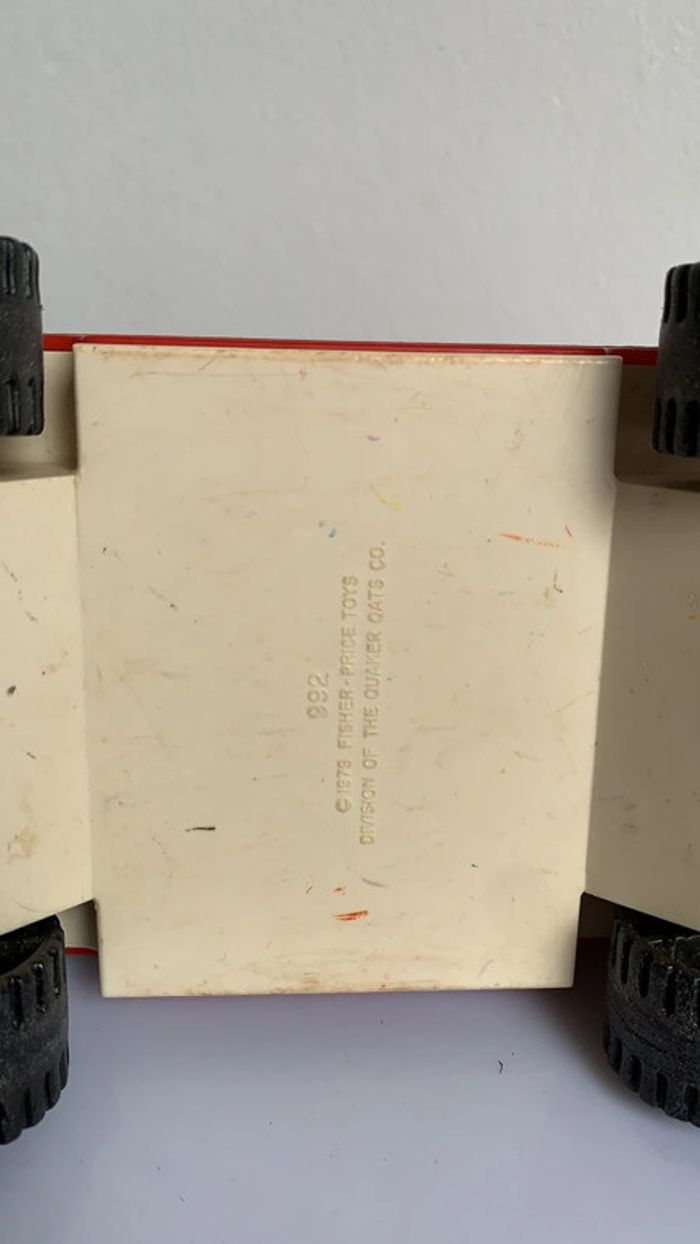 992
©1979 FISHER-PRICE TOYS
DIVISION OF THE QUAKER OATS CO.